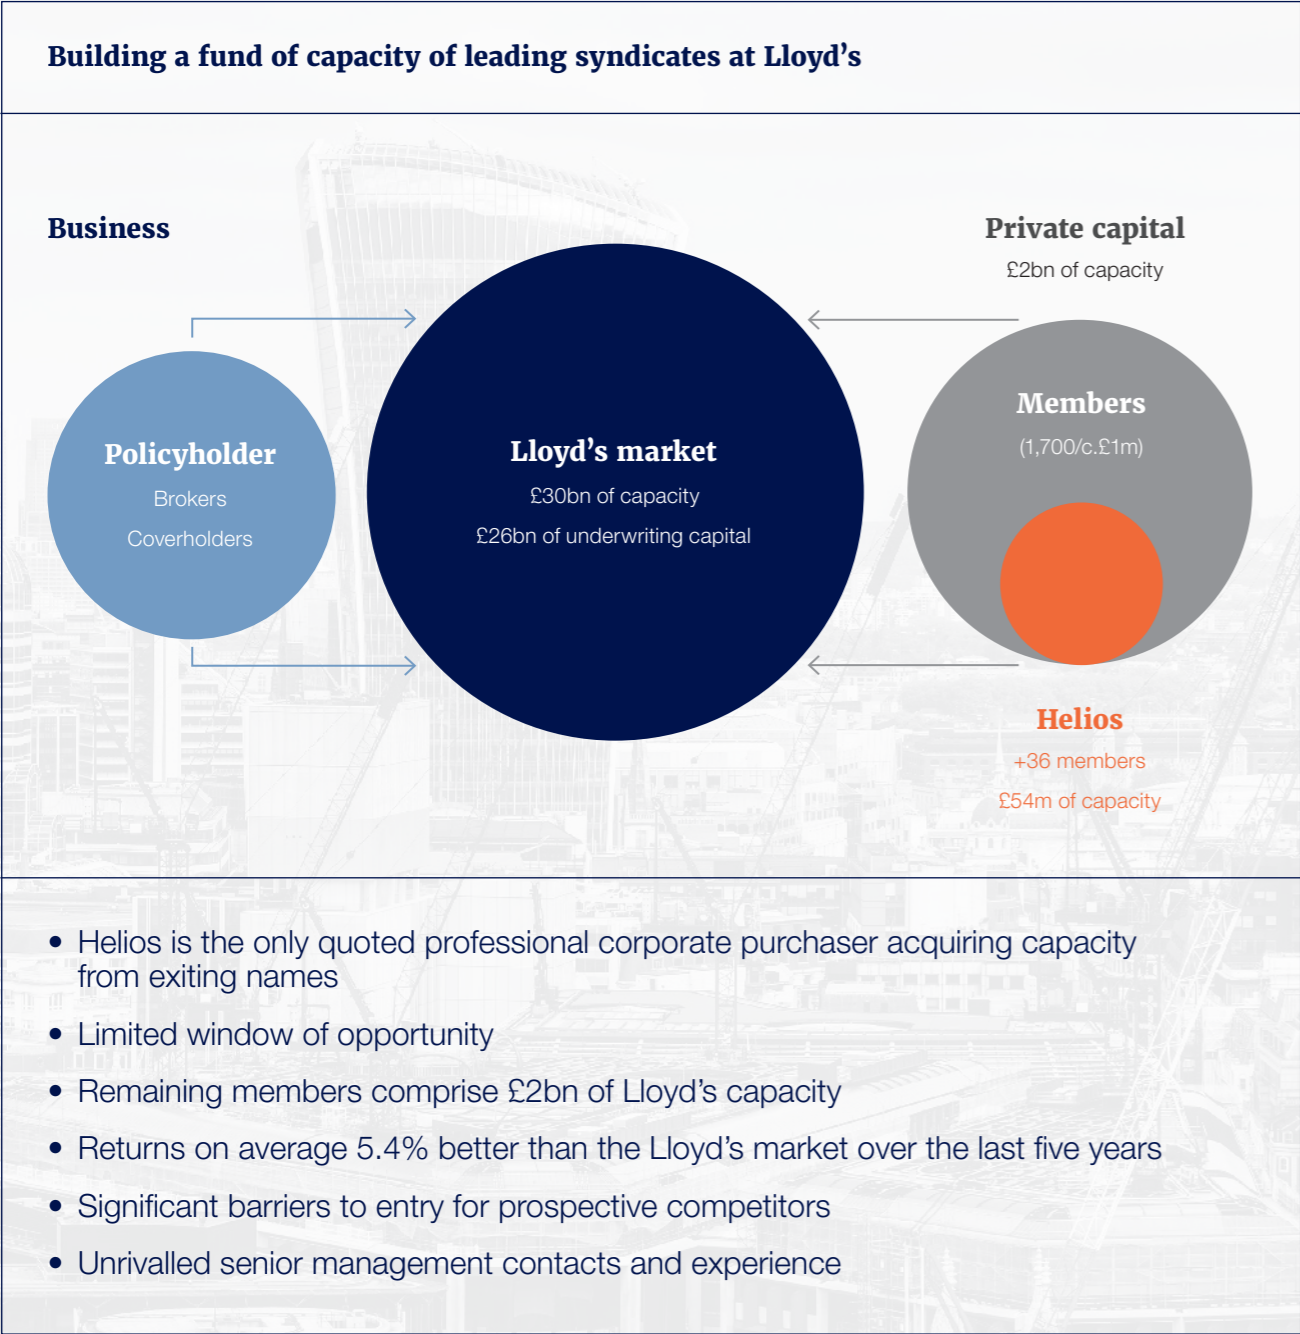 Building a fund of capacity of leading syndicates at Lloyd’s
Business
Private capital
£2bn of capacity
Policyholder
Brokers
Coverholders
Lloyd’s market
£30bn of capacity
£26bn of underwriting capital
Members
(1,700/c.£1m)
Helios
+36 members
£54m of capacity
• Helios is the only quoted professional corporate purchaser acquiring capacity
from exiting names
• Limited window of opportunity
• Remaining members comprise £2bn of Lloyd’s capacity
• Returns on average 5.4% better than the Lloyd’s market over the last five years
• Significant barriers to entry for prospective competitors
• Unrivalled senior management contacts and experience